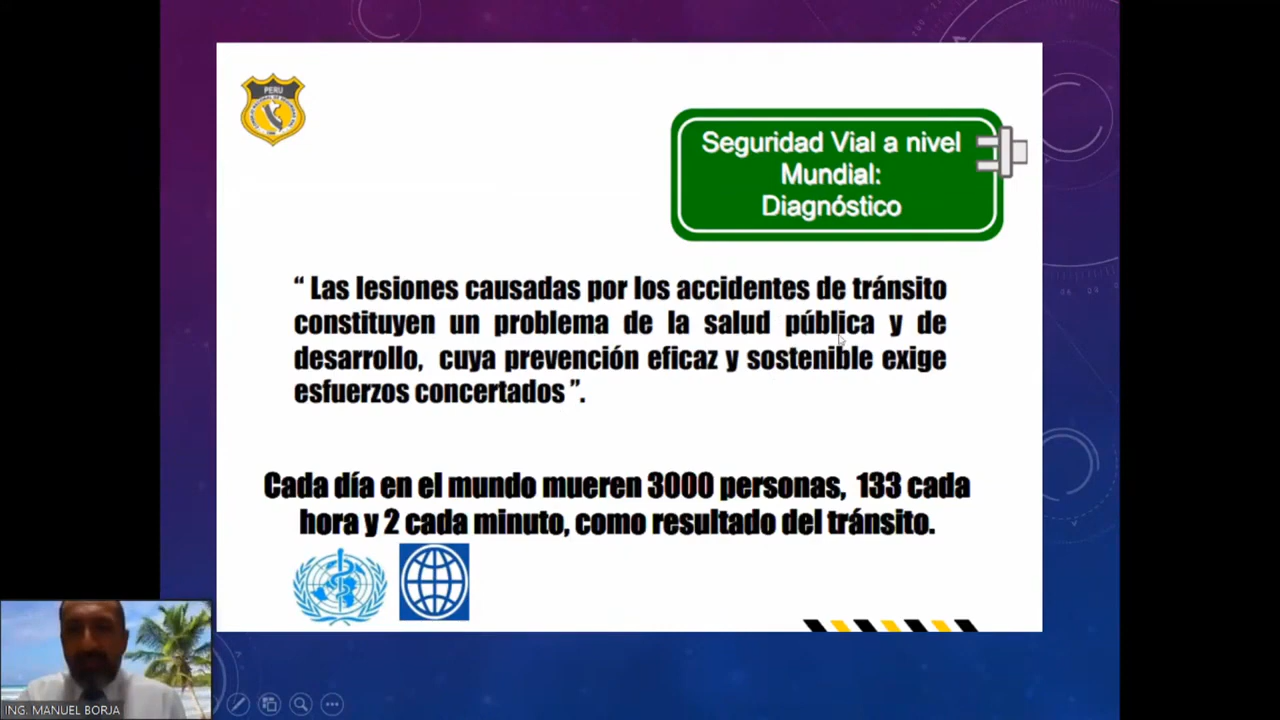 PERU
Seguridad Vial a nivel
Mundial:
Diagnóstico
“ Las lesiones causadas por los accidentes de tránsito
constituyen un problema de la salud pública y de
desarrollo, cuya prevención eficaz y sostenible exige
esfuerzos concertados ”.
Cada día en el mundo mueren 3000 personas, 133 cada
hora y 2 cada minuto, como resultado del tránsito.
ING. MANUEL BORJA